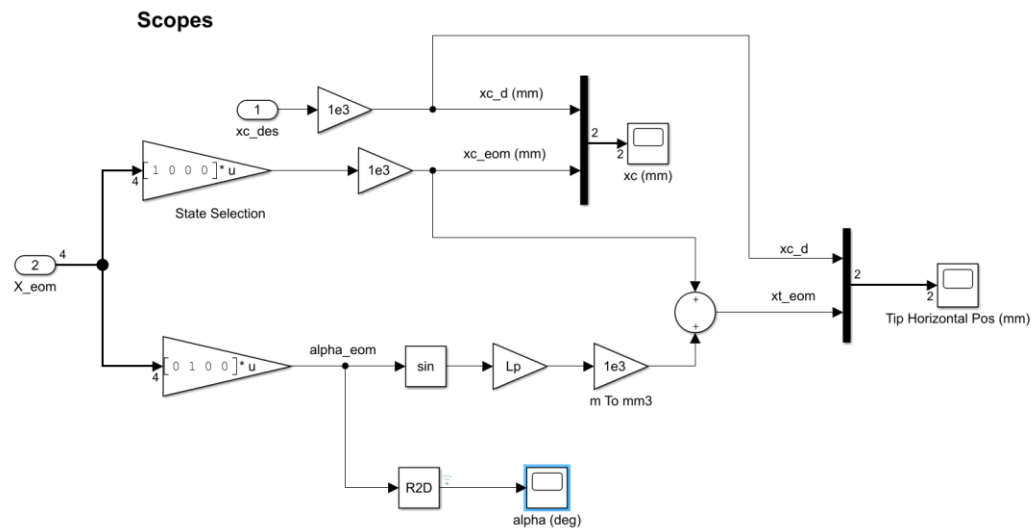 Scopes
1
xc_des
1e3
xc_d (mm)
2
2
xc (mm)
[ 1 0 0 0 ]* u
4
State Selection
1e3
xc_eom (mm)
2
X_eom
4
xc_d
xt_eom
2
2
Tip Horizontal Pos (mm)
+
+
[ 0 1 0 0 ]* u
4
alpha_eom
sin
Lp
1e3
m To mm3
R2D
alpha (deg)